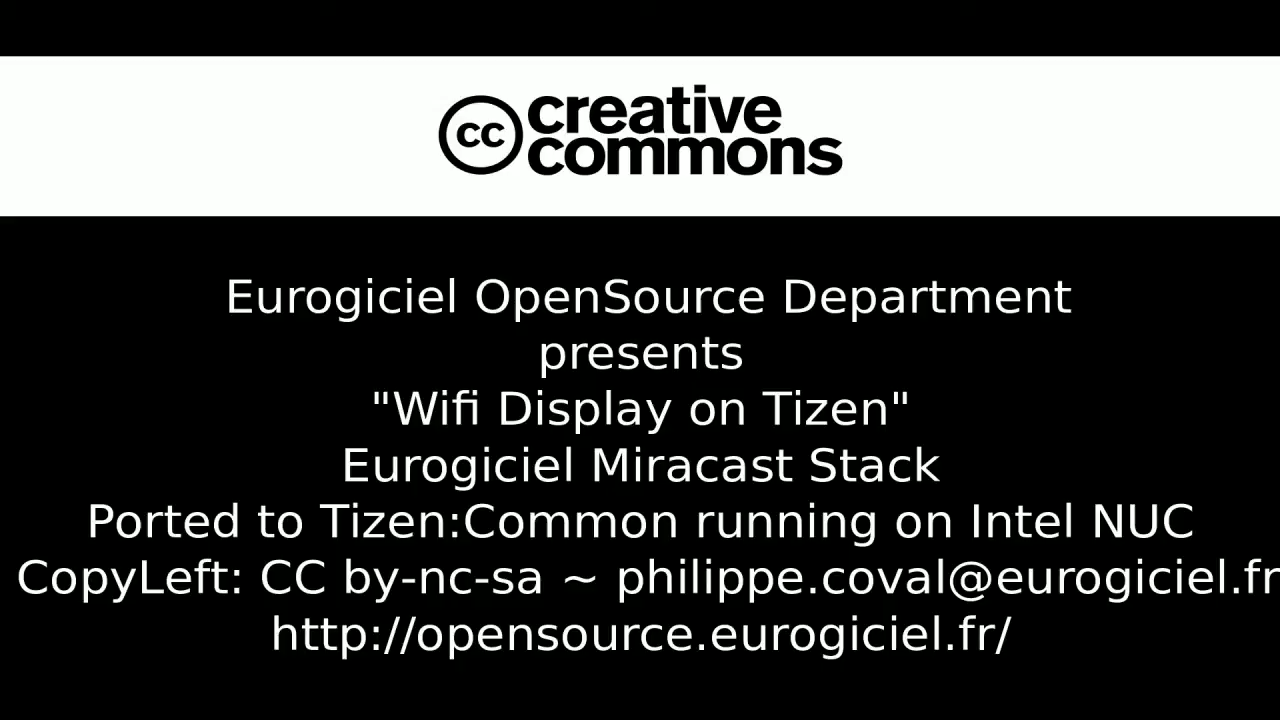 cc creative
commons
Eurogiciel OpenSource Department
presents
"Wifi Display on Tizen"
Eurogiciel Miracast Stack
Ported to Tizen:Common running on Intel NUC
CopyLeft: CC by-nc-sa ~ philippe.coval@eurogiciel.fr
http://opensource.eurogiciel.fr/